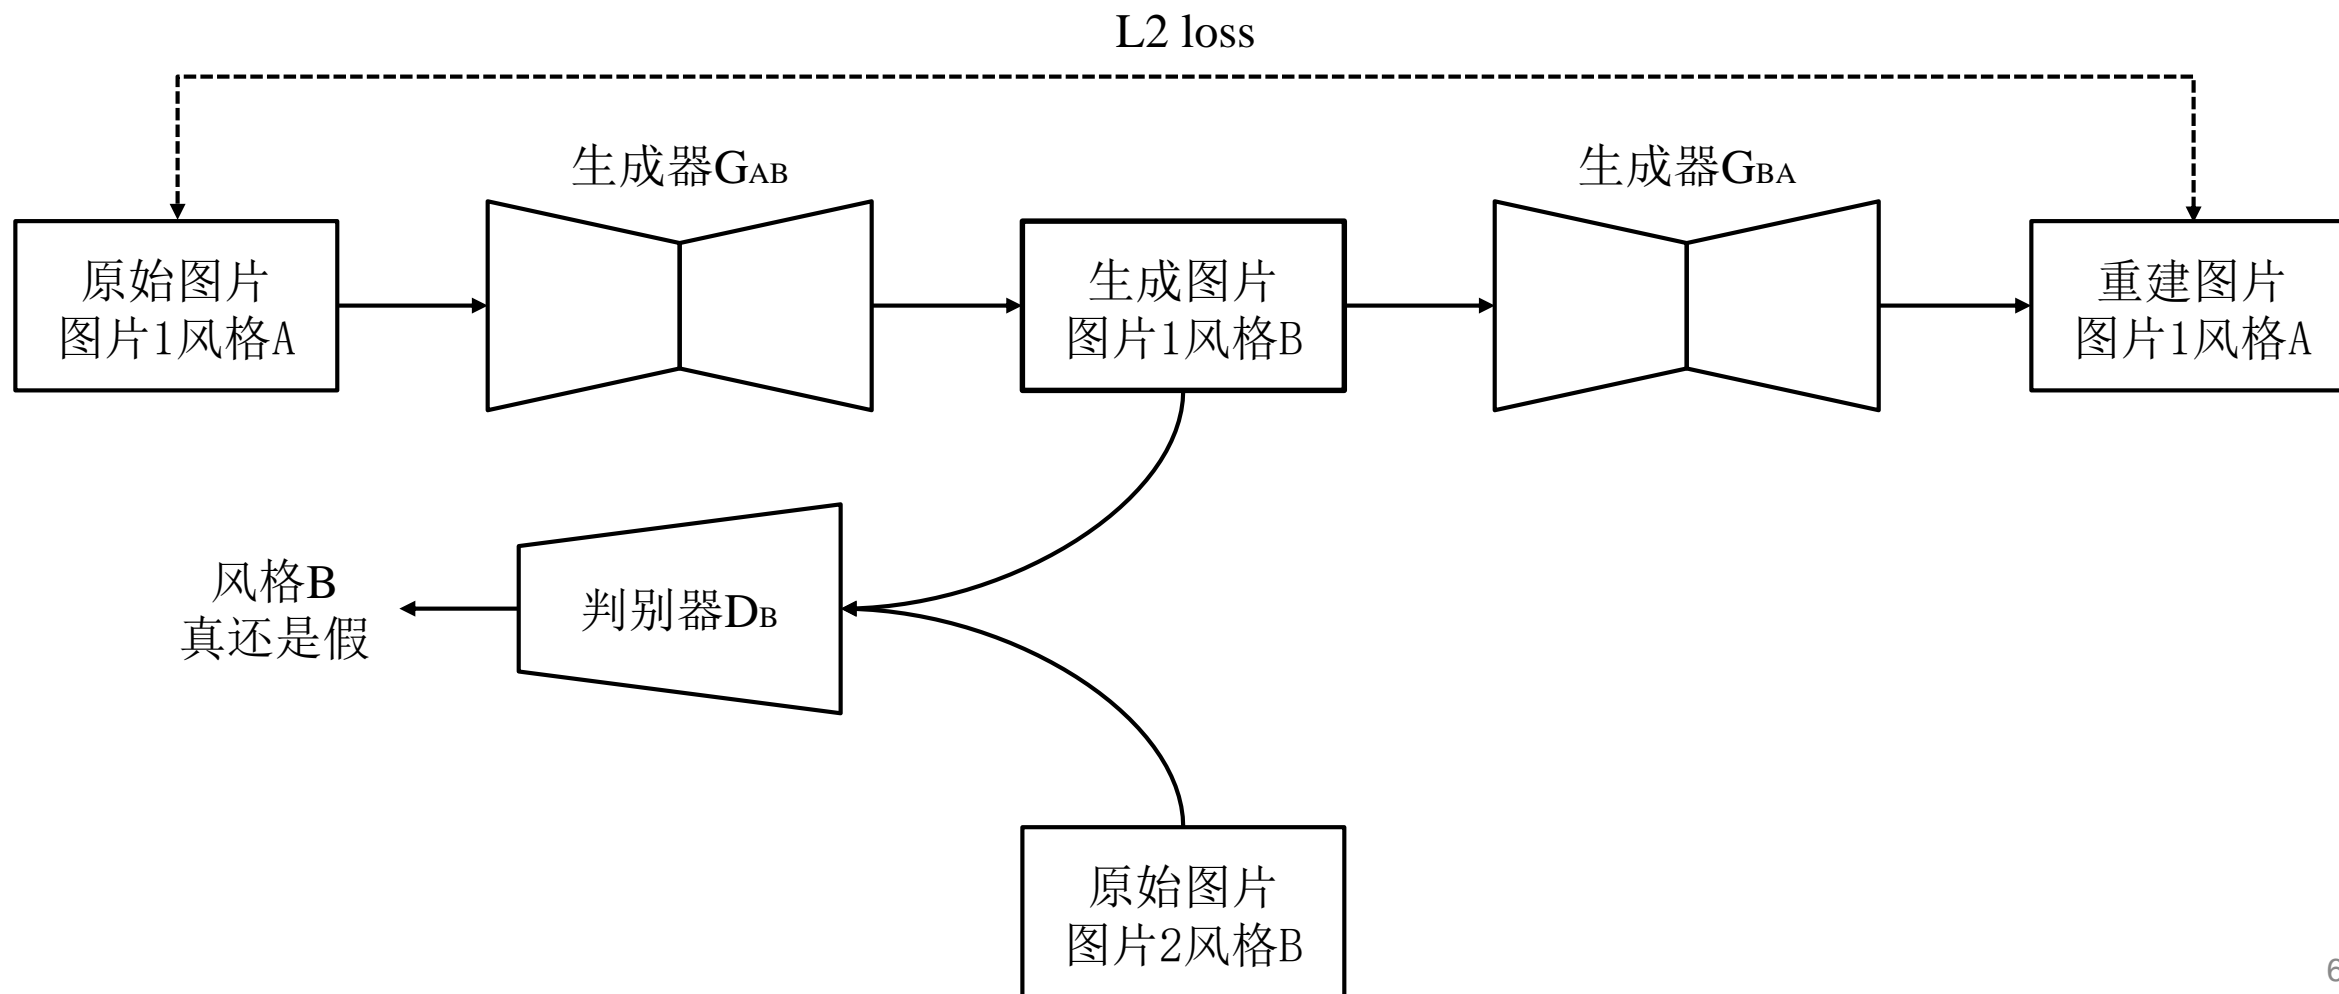 L2 loss
生成器GAB
生成器GBA
原始图片
图片1风格A
生成图片
图片1风格B
重建图片
图片1风格A
风格B
真还是假
判别器DB
原始图片
图片2风格B
6